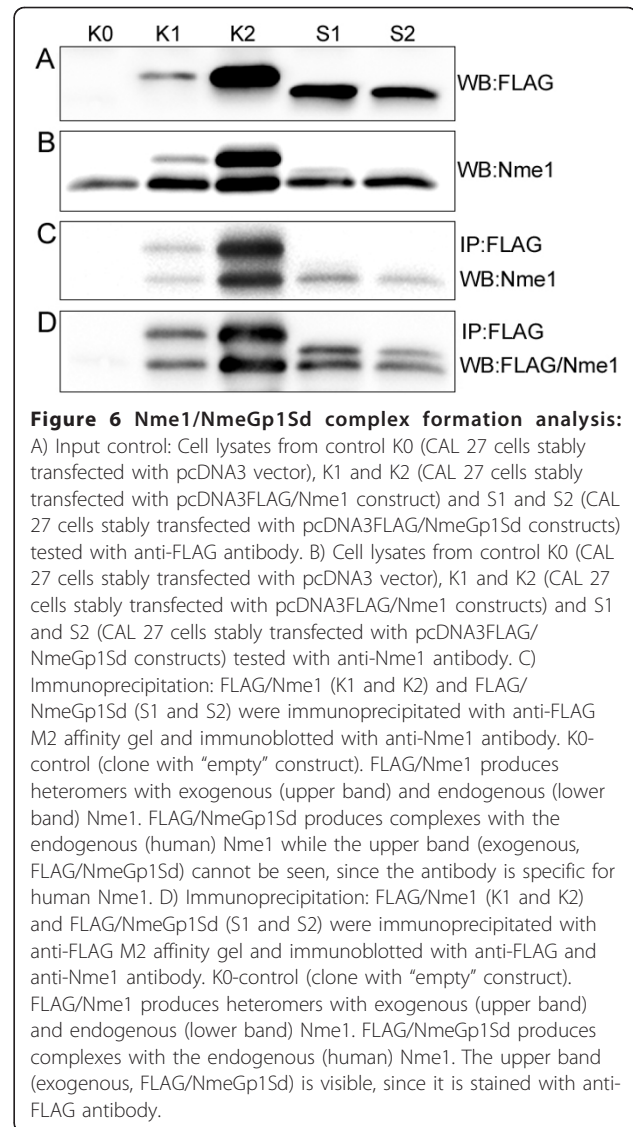 K0 K1 K2 S1 S2
A
WB:FLAG
B
WB:Nme1
C
IP:FLAG
WB:Nme1
D
IP:FLAG
WB:FLAG/Nme1
Figure 6 Nme1/NmeGp1Sd complex formation analysis:
A) Input control: Cell lysates from control K0 (CAL 27 cells stably
transfected with pcDNA3 vector), K1 and K2 (CAL 27 cells stably
transfected with pcDNA3FLAG/Nme1 construct) and S1 and S2 (CAL
27 cells stably transfected with pcDNA3FLAG/NmeGp1Sd constructs)
tested with anti-FLAG antibody. B) Cell lysates from control K0 (CAL
27 cells stably transfected with pcDNA3 vector), K1 and K2 (CAL 27
cells stably transfected with pcDNA3FLAG/Nme1 constructs) and S1
and S2 (CAL 27 cells stably transfected with pcDNA3FLAG/
NmeGp1Sd constructs) tested with anti-Nme1 antibody. C)
Immunoprecipitation: FLAG/Nme1 (K1 and K2) and FLAG/
NmeGp1Sd (S1 and S2) were immunoprecipitated with anti-FLAG
M2 affinity gel and immunoblotted with anti-Nme1 antibody. K0-
control (clone with “empty” construct). FLAG/Nme1 produces
heteromers with exogenous (upper band) and endogenous (lower
band) Nme1. FLAG/NmeGp1Sd produces complexes with the
endogenous (human) Nme1 while the upper band (exogenous,
FLAG/NmeGp1Sd) cannot be seen, since the antibody is specific for
human Nme1. D) Immunoprecipitation: FLAG/Nme1 (K1 and K2)
and FLAG/NmeGp1Sd (S1 and S2) were immunoprecipitated with
anti-FLAG M2 affinity gel and immunoblotted with anti-FLAG and
anti-Nme1 antibody. K0-control (clone with “empty” construct).
FLAG/Nme1 produces heteromers with exogenous (upper band)
and endogenous (lower band) Nme1. FLAG/NmeGp1Sd produces
complexes with the endogenous (human) Nme1. The upper band
(exogenous, FLAG/NmeGp1Sd) is visible, since it is stained with anti-
FLAG antibody.